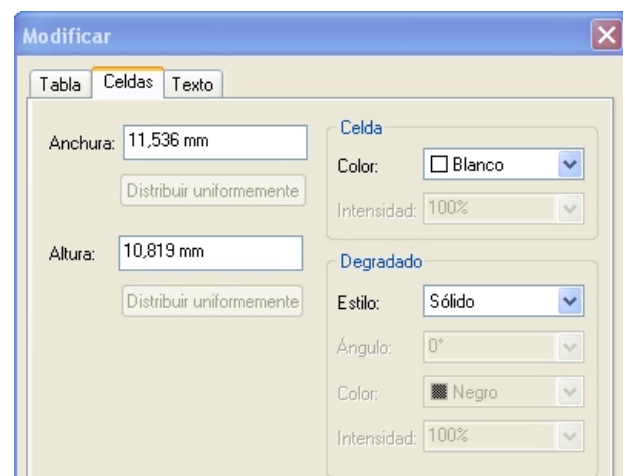 Modificar
Tabla Celdas Texto
Anchura: 11,536 mm
Distribuir uniformemente
Altura: 10,819 mm
Distribuir uniformemente
Celda
Color: Blanco
Intensidad: 100%
Degradado
Estilo: Sólido
Ángulo: 0°
Color: Negro
Intensidad: 100%